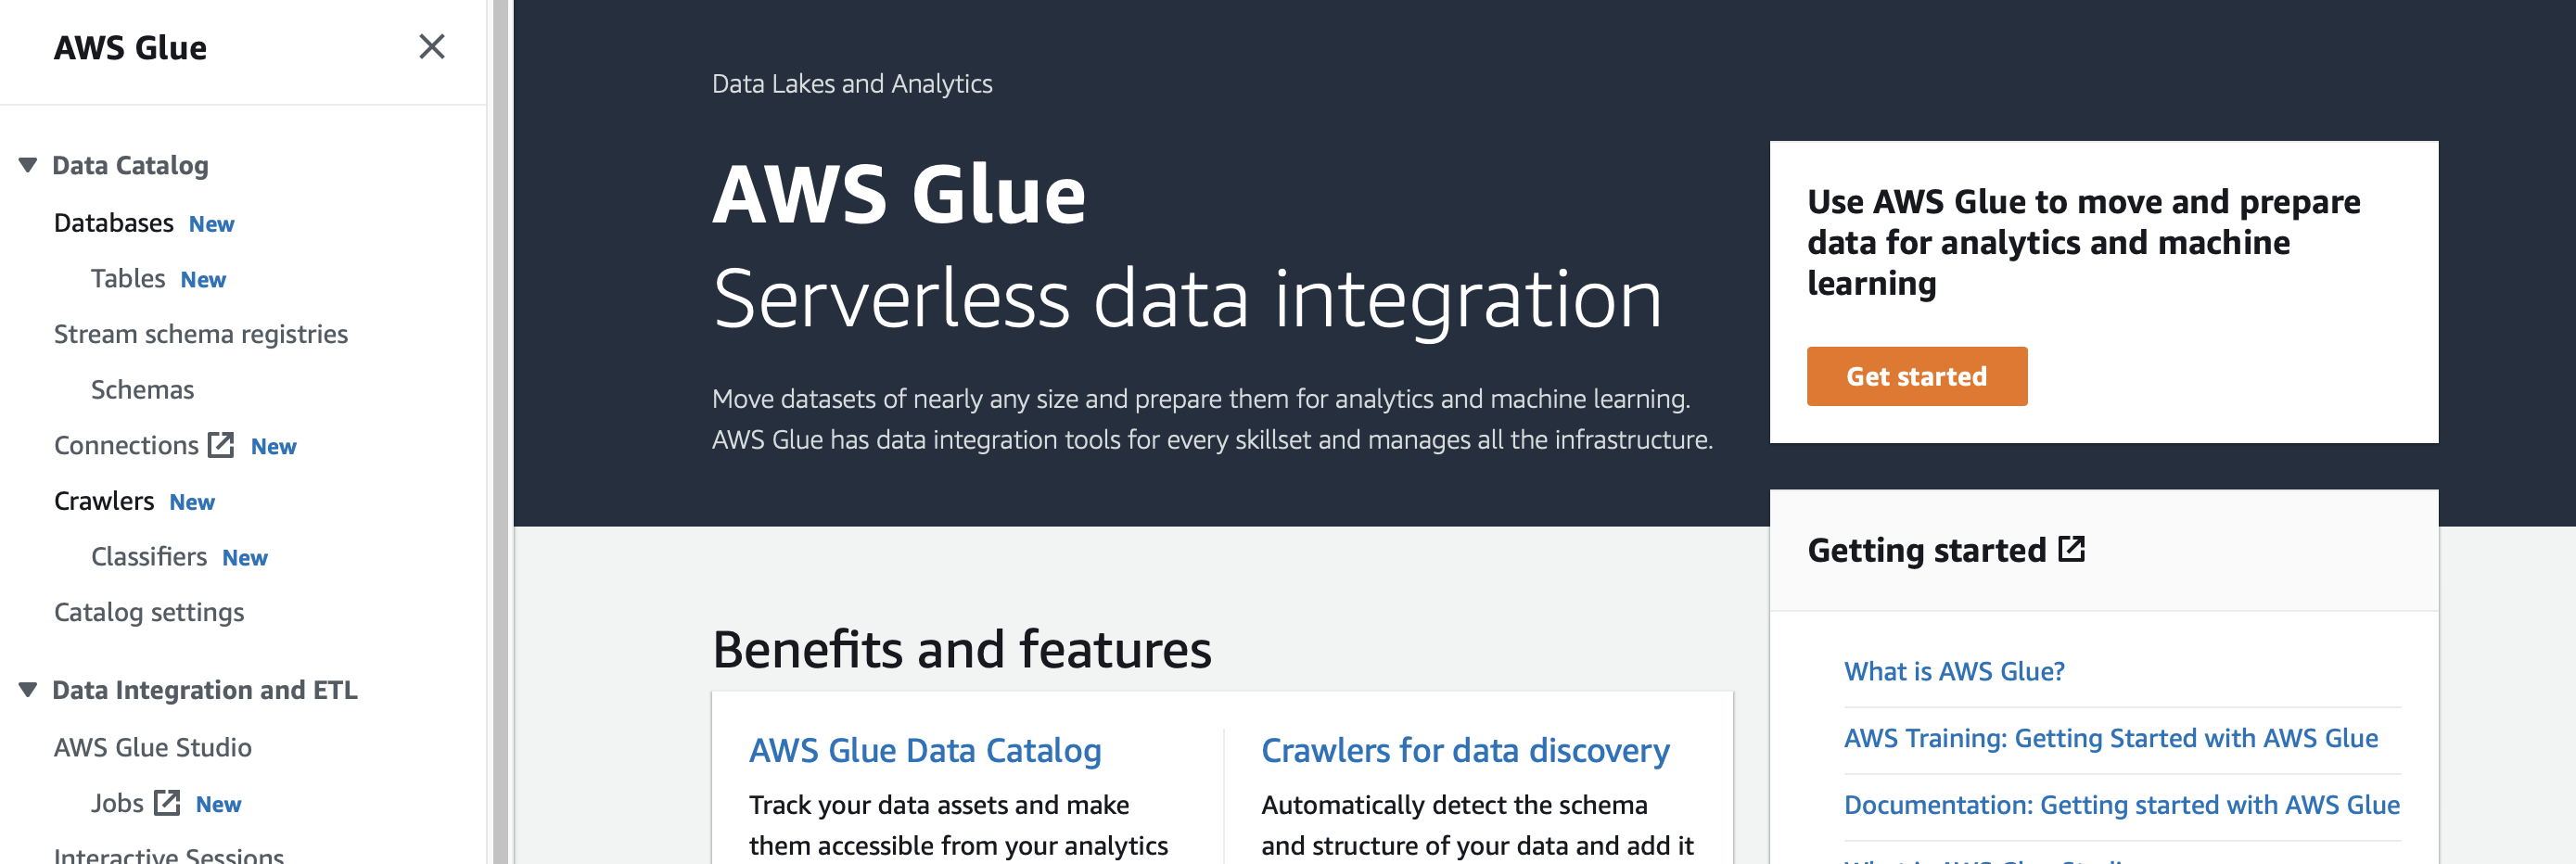 AWS Glue
Data Catalog
Databases New
Tables New
Stream schema registries
Schemas
Connections New
Crawlers New
Classifiers New
Catalog settings
Data Integration and ETL
AWS Glue Studio
Jobs New
Interactive Sessions
Data Lakes and Analytics
AWS Glue
Serverless data integration
Move datasets of nearly any size and prepare them for analytics and machine learning.
AWS Glue has data integration tools for every skillset and manages all the infrastructure.
Use AWS Glue to move and prepare
data for analytics and machine
learning
Get started
Benefits and features
AWS Glue Data Catalog
Track your data assets and make
them accessible from your analytics
Crawlers for data discovery
Automatically detect the schema
and structure of your data and add it
Getting started
What is AWS Glue?
AWS Training: Getting Started with AWS Glue
Documentation: Getting started with AWS Glue